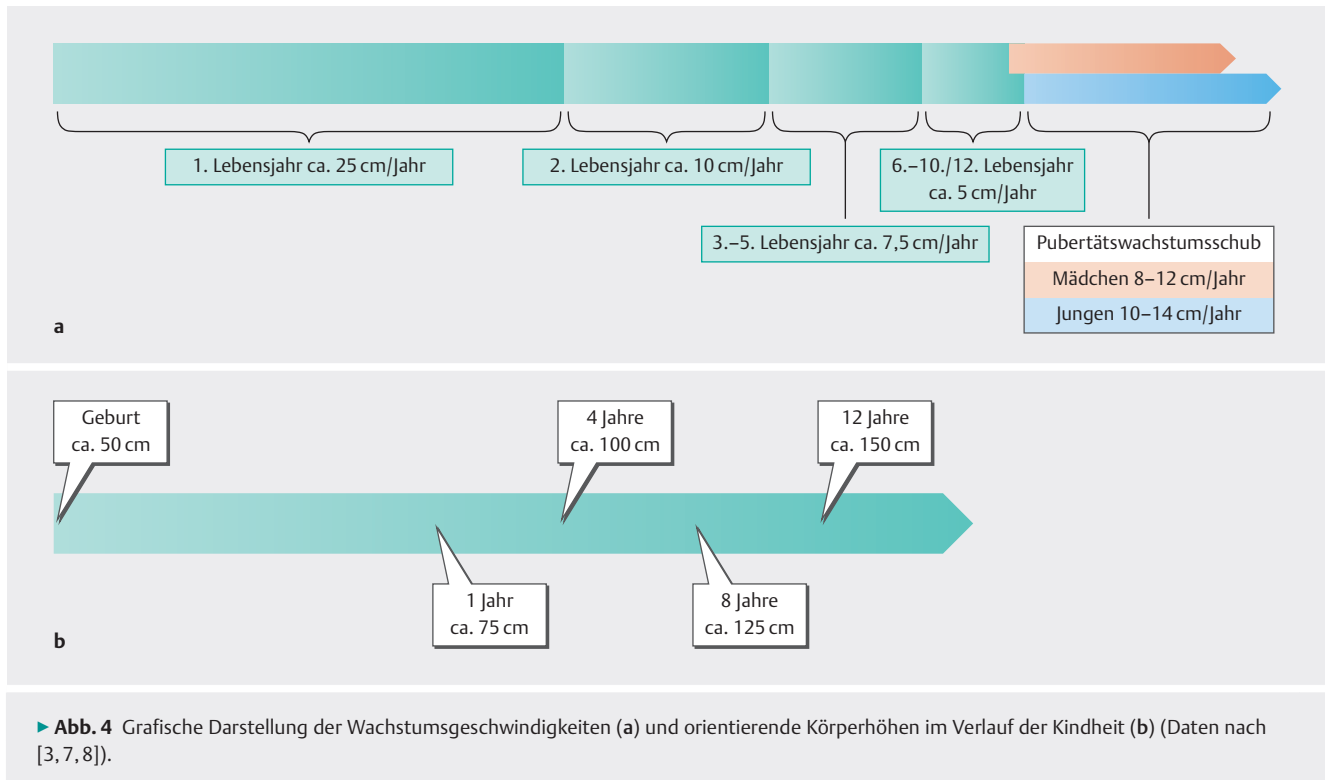 1. Lebensjahr ca. 25 cm/Jahr
2. Lebensjahr ca. 10 cm/Jahr
6.–10./12. Lebensjahr
ca. 5 cm/Jahr
3.–5. Lebensjahr ca. 7,5 cm/Jahr
Pubertätswachstumsschub
Mädchen 8–12 cm/Jahr
Jungen 10–14 cm/Jahr
a
Geburt
ca. 50 cm
4 Jahre
ca. 100 cm
12 Jahre
ca. 150 cm
1 Jahr
ca. 75 cm
8 Jahre
ca. 125 cm
b
► Abb. 4 Grafische Darstellung der Wachstumsgeschwindigkeiten (a) und orientierende Körperhöhen im Verlauf der Kindheit (b) (Daten nach
[3, 7, 8]).